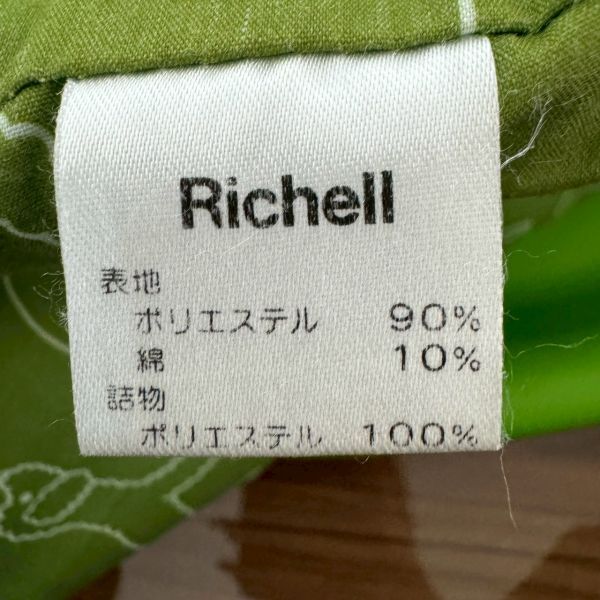 Richell
表地
ポリエステル 90%
綿 10%
詰物
ポリエステル 100%